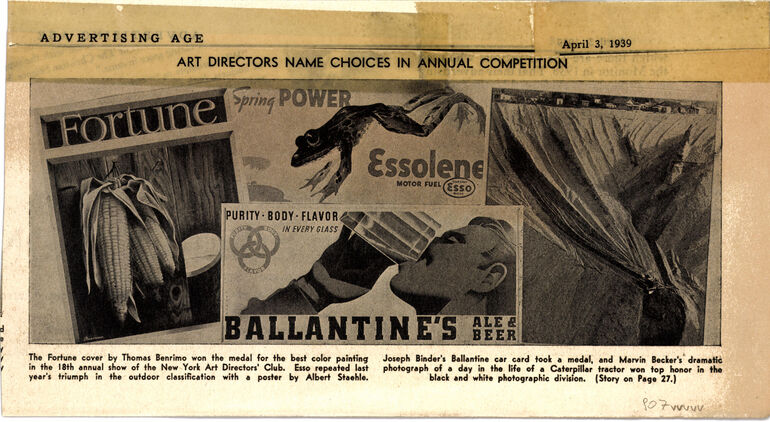 ADVERTISING AGE
April 3, 1939
ART DIRECTORS NAME CHOICES IN ANNUAL COMPETITION
Fortune
Spring POWER
Essolene
MOTOR FUEL
Esso
PURITY · BODY · FLAVOR
IN EVERY GLASS
PURITY
BODY
FLAVOR
BALLANTINE'S
ALE &
BEER
The Fortune cover by Thomas Benrimo won the medal for the best color painting
in the 18th annual show of the New York Art Directors' Club. Esso repeated last
year's triumph in the outdoor classification with a poster by Albert Staehle.
Joseph Binder's Ballantine car card took a medal, and Marvin Becker's dramatic
photograph of a day in the life of a Caterpillar tractor won top honor in the
black and white photographic division. (Story on Page 27.)